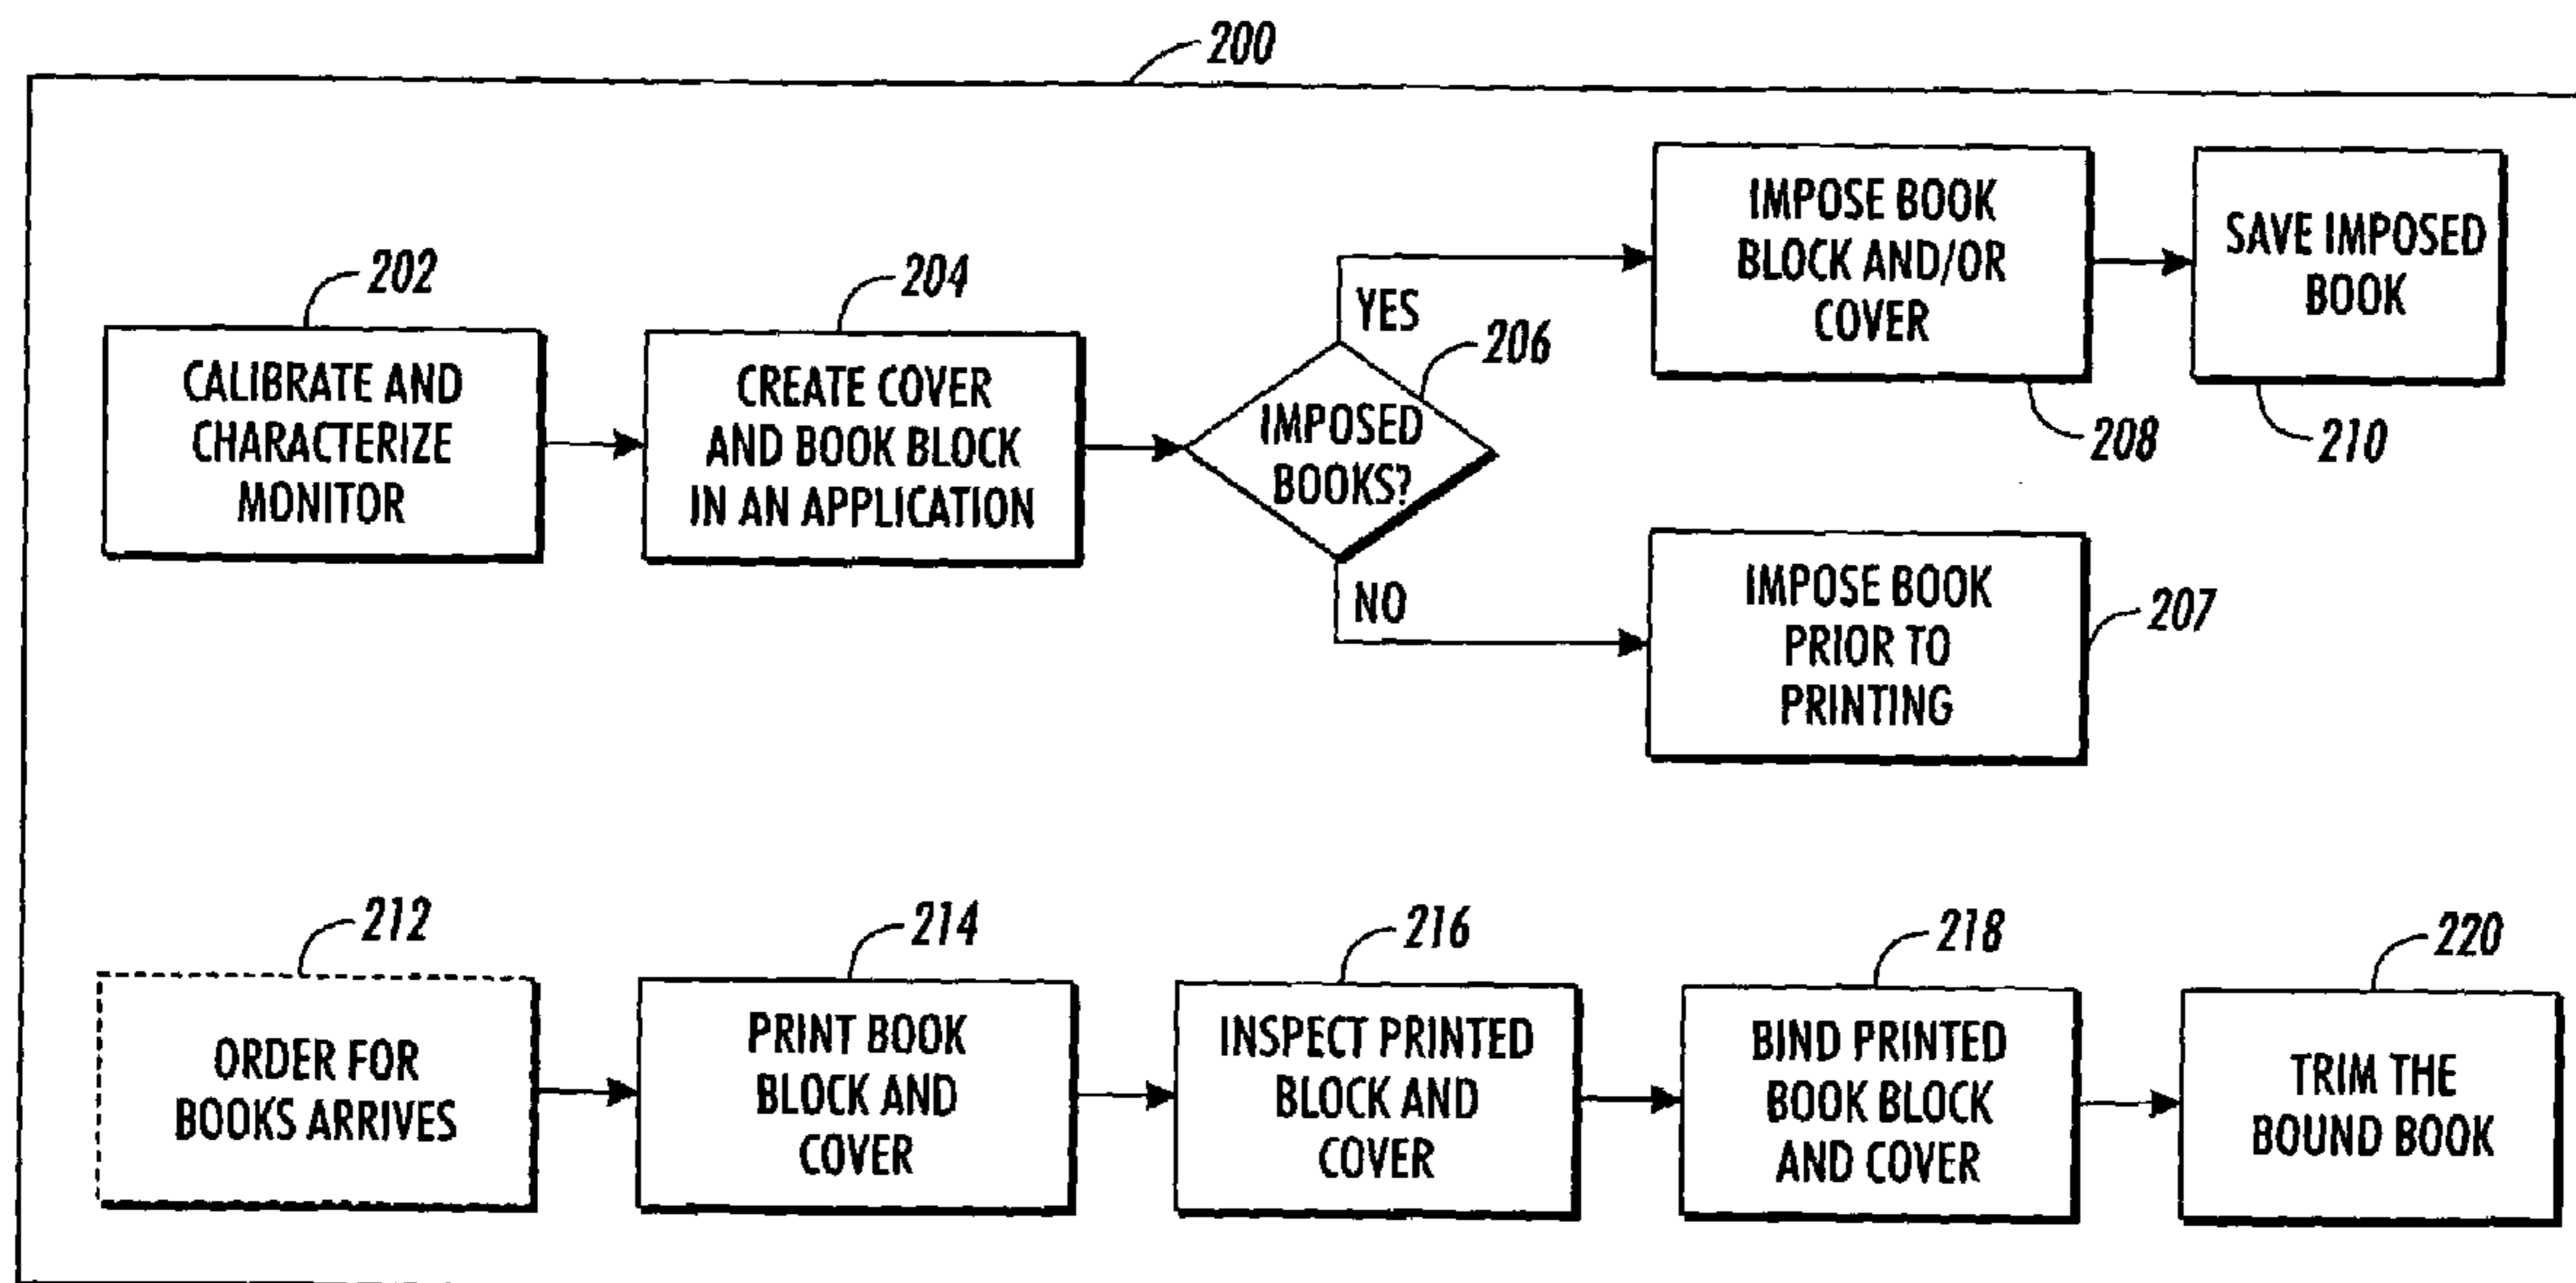 200
202
CALIBRATE AND
CHARACTERIZE
MONITOR
204
CREATE COVER
AND BOOK BLOCK
IN AN APPLICATION
206
IMPOSED
BOOKS?
YES
NO
IMPOSE BOOK
BLOCK AND/OR
COVER
208
SAVE IMPOSED
BOOK
210
IMPOSE BOOK
PRIOR TO
PRINTING
207
212
ORDER FOR
BOOKS ARRIVES
214
PRINT BOOK
BLOCK AND
COVER
216
INSPECT PRINTED
BLOCK AND
COVER
218
BIND PRINTED
BOOK BLOCK
AND COVER
220
TRIM THE
BOUND BOOK